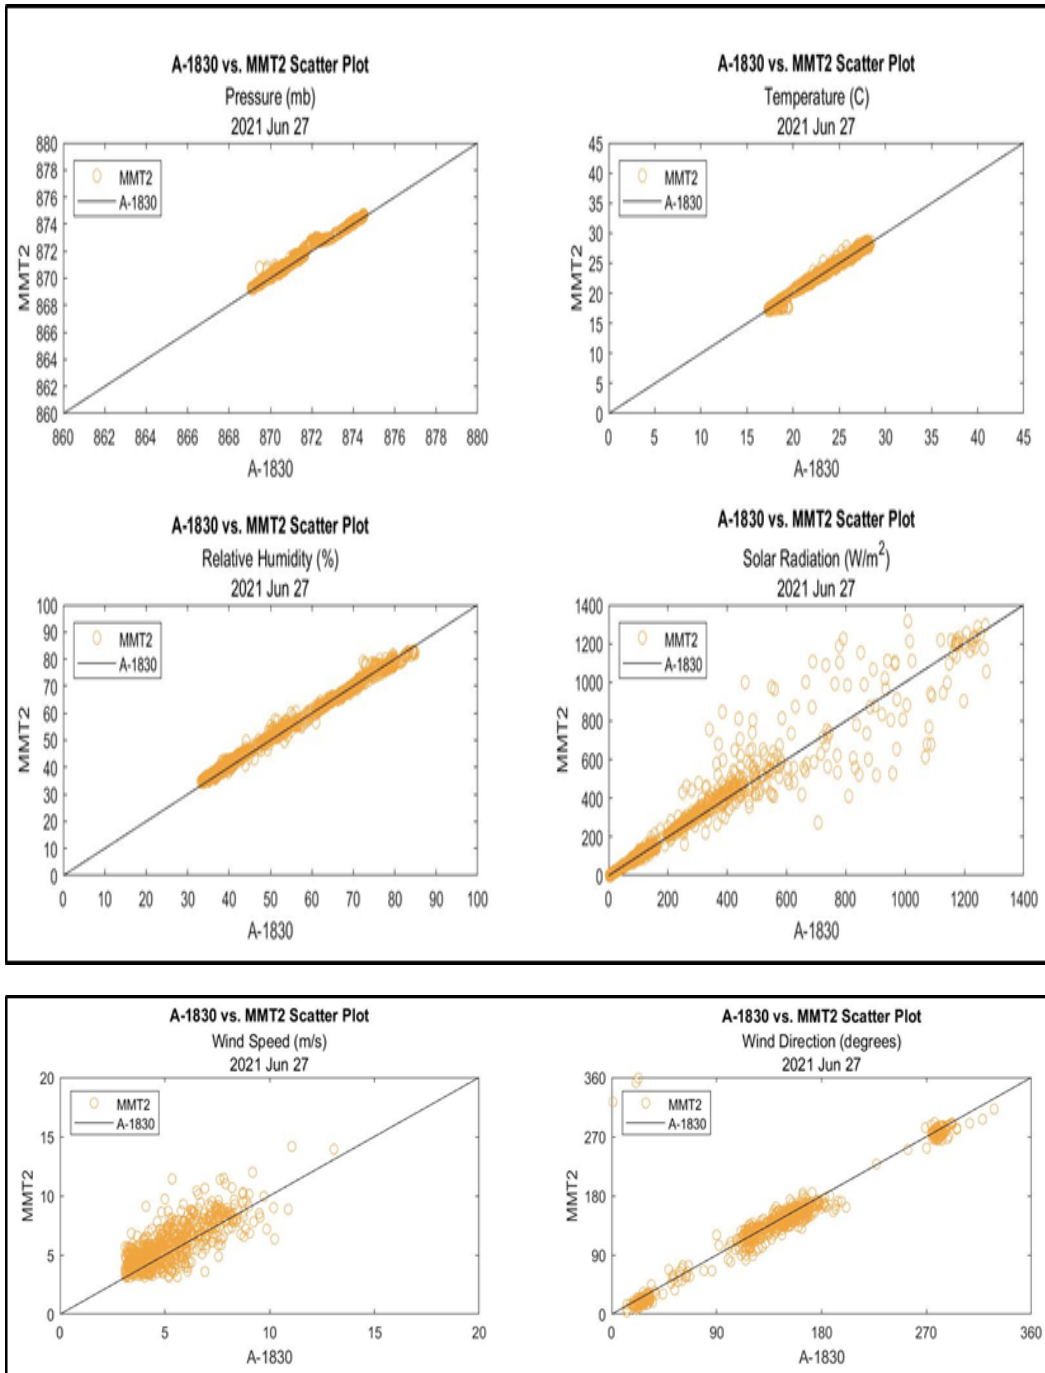 A-1830 vs. MMT2 Scatter Plot
Pressure (mb)
2021 Jun 27
880
878
876
874
872
870
868
866
864
862
860
MMT2
MMT2
A-1830
860 862 864 866 868 870 872 874 876 878 880
A-1830
A-1830 vs. MMT2 Scatter Plot
Temperature (C)
2021 Jun 27
45
40
35
30
25
20
15
10
5
0
MMT2
MMT2
A-1830
0 5 10 15 20 25 30 35 40 45
A-1830
A-1830 vs. MMT2 Scatter Plot
Relative Humidity (%)
2021 Jun 27
100
90
80
70
60
50
40
30
20
10
0
MMT2
MMT2
A-1830
0 10 20 30 40 50 60 70 80 90 100
A-1830
A-1830 vs. MMT2 Scatter Plot
Solar Radiation (W/m²)
2021 Jun 27
1400
1200
1000
800
600
400
200
0
MMT2
MMT2
A-1830
0 200 400 600 800 1000 1200 1400
A-1830
A-1830 vs. MMT2 Scatter Plot
Wind Speed (m/s)
2021 Jun 27
20
15
10
5
0
MMT2
MMT2
A-1830
0 5 10 15 20
A-1830
A-1830 vs. MMT2 Scatter Plot
Wind Direction (degrees)
2021 Jun 27
360
270
180
90
0
MMT2
MMT2
A-1830
0 90 180 270 360
A-1830